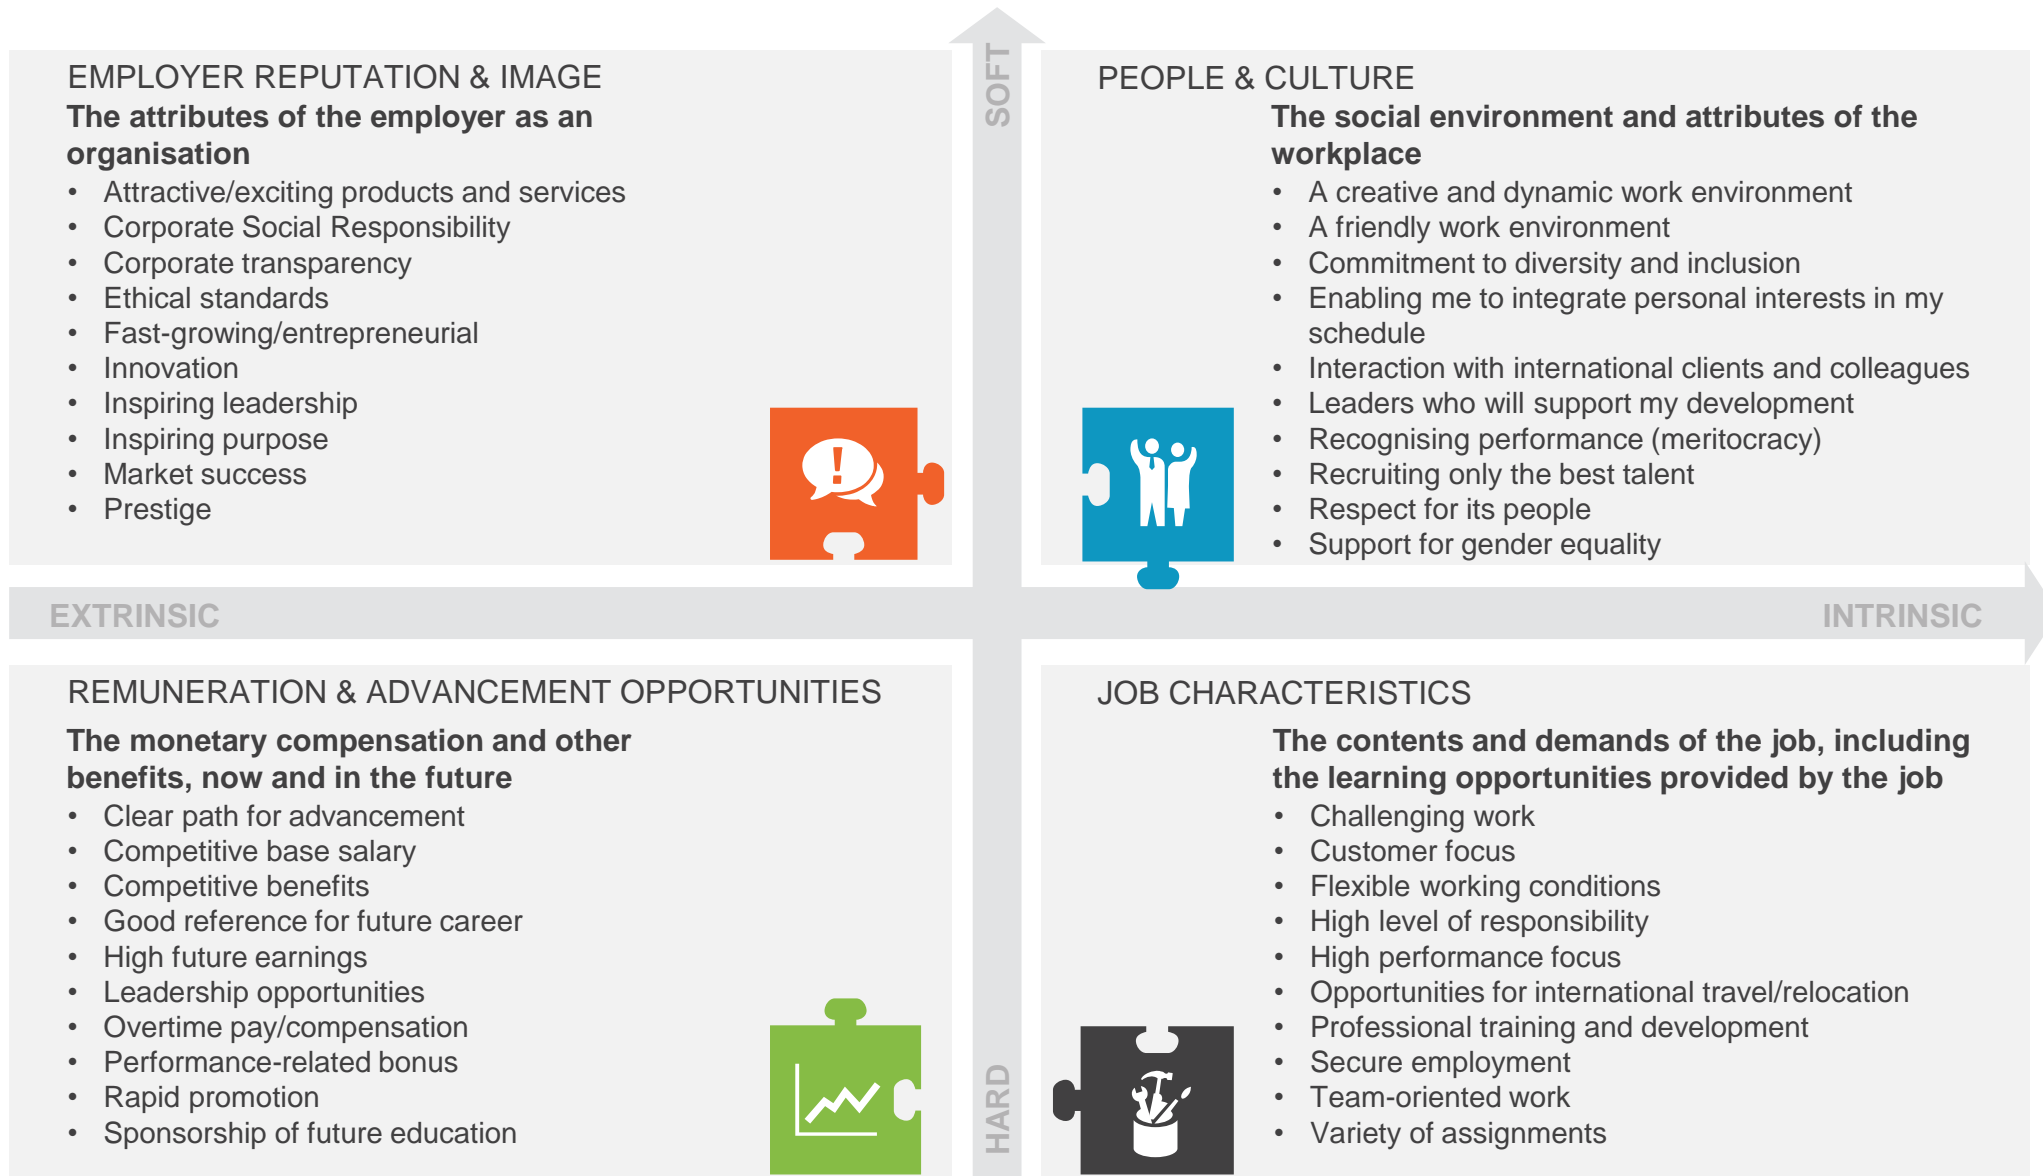 SOFT
EMPLOYER REPUTATION & IMAGE
The attributes of the employer as an
organisation
• Attractive/exciting products and services
• Corporate Social Responsibility
• Corporate transparency
• Ethical standards
• Fast-growing/entrepreneurial
• Innovation
• Inspiring leadership
• Inspiring purpose
• Market success
• Prestige
PEOPLE & CULTURE
The social environment and attributes of the
workplace
• A creative and dynamic work environment
• A friendly work environment
• Commitment to diversity and inclusion
• Enabling me to integrate personal interests in my
schedule
• Interaction with international clients and colleagues
• Leaders who will support my development
• Recognising performance (meritocracy)
• Recruiting only the best talent
• Respect for its people
• Support for gender equality
EXTRINSIC
INTRINSIC
REMUNERATION & ADVANCEMENT OPPORTUNITIES
The monetary compensation and other
benefits, now and in the future
• Clear path for advancement
• Competitive base salary
• Competitive benefits
• Good reference for future career
• High future earnings
• Leadership opportunities
• Overtime pay/compensation
• Performance-related bonus
• Rapid promotion
• Sponsorship of future education
JOB CHARACTERISTICS
The contents and demands of the job, including
the learning opportunities provided by the job
• Challenging work
• Customer focus
• Flexible working conditions
• High level of responsibility
• High performance focus
• Opportunities for international travel/relocation
• Professional training and development
• Secure employment
• Team-oriented work
• Variety of assignments
HARD